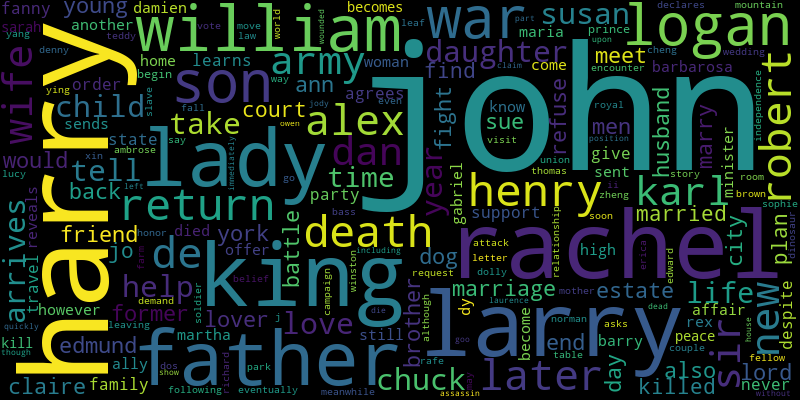 fanny young damien becomes vote move world wounded leaf
sarah another william war susan logan
yang law part prince mountain declares
denny home learns teddy army woman daughter maria upon cheng wedding
ying begin way ann find meet encounter barbarosa
wife order son agrees fight come claim royal independence
harry child slave fall jody even court john know men robert
sends take alex sue refuse husband marry
would state say owen visit
xin ambrose lady dan year union position minister
lucy tell immediately thomas give room story
back left go time henry sent karl li brown
return party gabriel zheng sophie
arrives travel reveals friend honor died york death support soon married city plan dinosaur
jo bass rachel relationship
de king battle offer dog attack high erica
however help farm including letter edward
demand belief winston campaign request dolly marriage mother estate life new
former soldier lover love die brother although laurence dy affair despite
quickly leaving j martha still larry norman dead rex sir house
kill though edmund father rafe become asks barry peace
ally dos show park goo end couple
claire family following richard eventually meanwhile chuck may assassin later table day killed also fellow lord never without